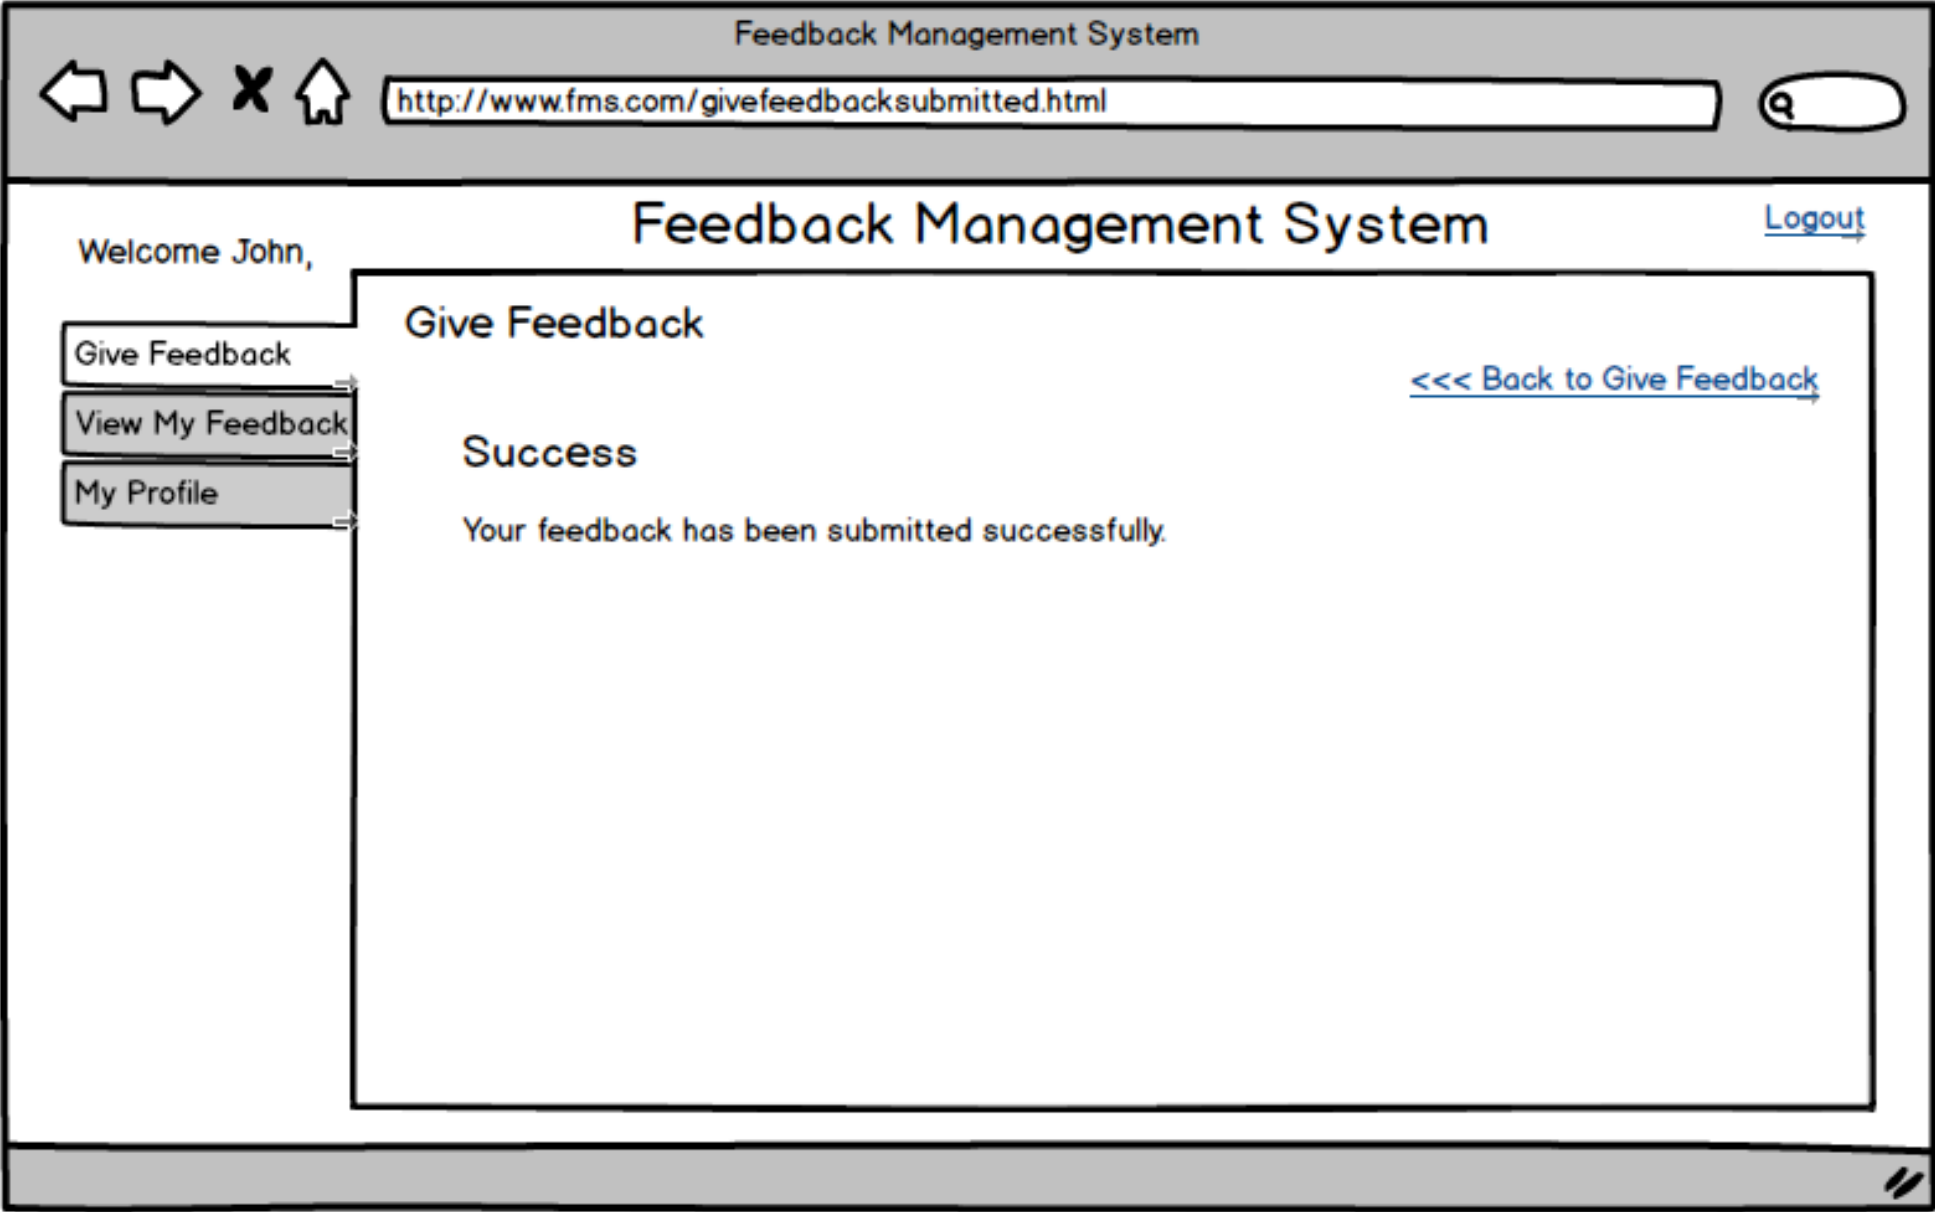 Feedback Management System
http://www.fms.com/givefeedbacksubmitted.html
Feedback Management System
Logout
Welcome John,
Give Feedback
Give Feedback
View My Feedback
My Profile
<<< Back to Give Feedback
Success
Your feedback has been submitted successfully.